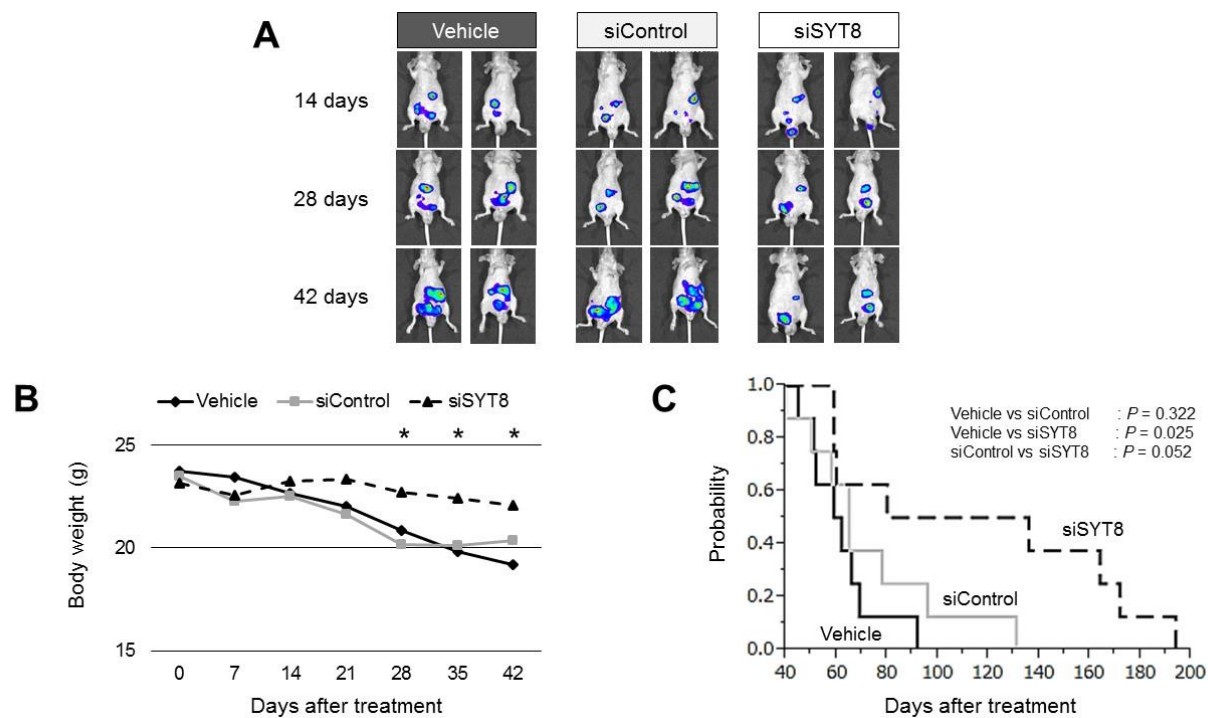 A
Vehicle siControl siSYT8
14 days
28 days
42 days
B
Vehicle siControl siSYT8
* * *
25
20
15
Body weight (g)
0 7 14 21 28 35 42
Days after treatment
C
Vehicle vs siControl : P = 0.322
Vehicle vs siSYT8 : P = 0.025
siControl vs siSYT8 : P = 0.052
1.0
0.8
0.6
0.4
0.2
0.0
Probability
siSYT8
siControl
Vehicle
40 60 80 100 120 140 160 180 200
Days after treatment